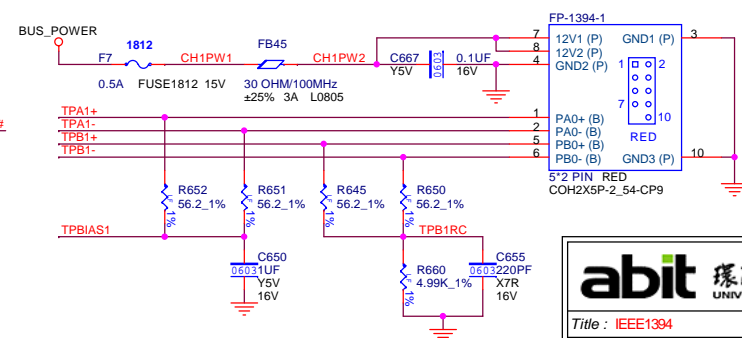 FP-1394-1
BUS_POWER
1812
F7
CH1PW1
FB45
CH1PW2
C667
Y5V
0603
0.1UF
16V
0.5A FUSE1812 15V
30 OHM/100MHz
±25% 3A L0805
7 12V1 (P) GND1 (P) 3
8 12V2 (P)
4 GND2 (P)
1 2
7
10
RED
1 PA0+ (B)
2 PA0- (B)
5 PB0+ (B)
6 PB0- (B) GND3 (P) 10
5*2 PIN RED
COH2X5P-2_54-CP9
#
TPA1+
TPA1-
TPB1+
TPB1-
R652
56.2_1%
1%
R651
56.2_1%
1%
R645
56.2_1%
1%
R650
56.2_1%
1%
TPBIAS1
TPB1RC
C650
0603 1UF
Y5V
16V
R660
4.99K_1%
1%
C655
0603 220PF
X7R
16V
abit 環
UNIV
Title : IEEE1394